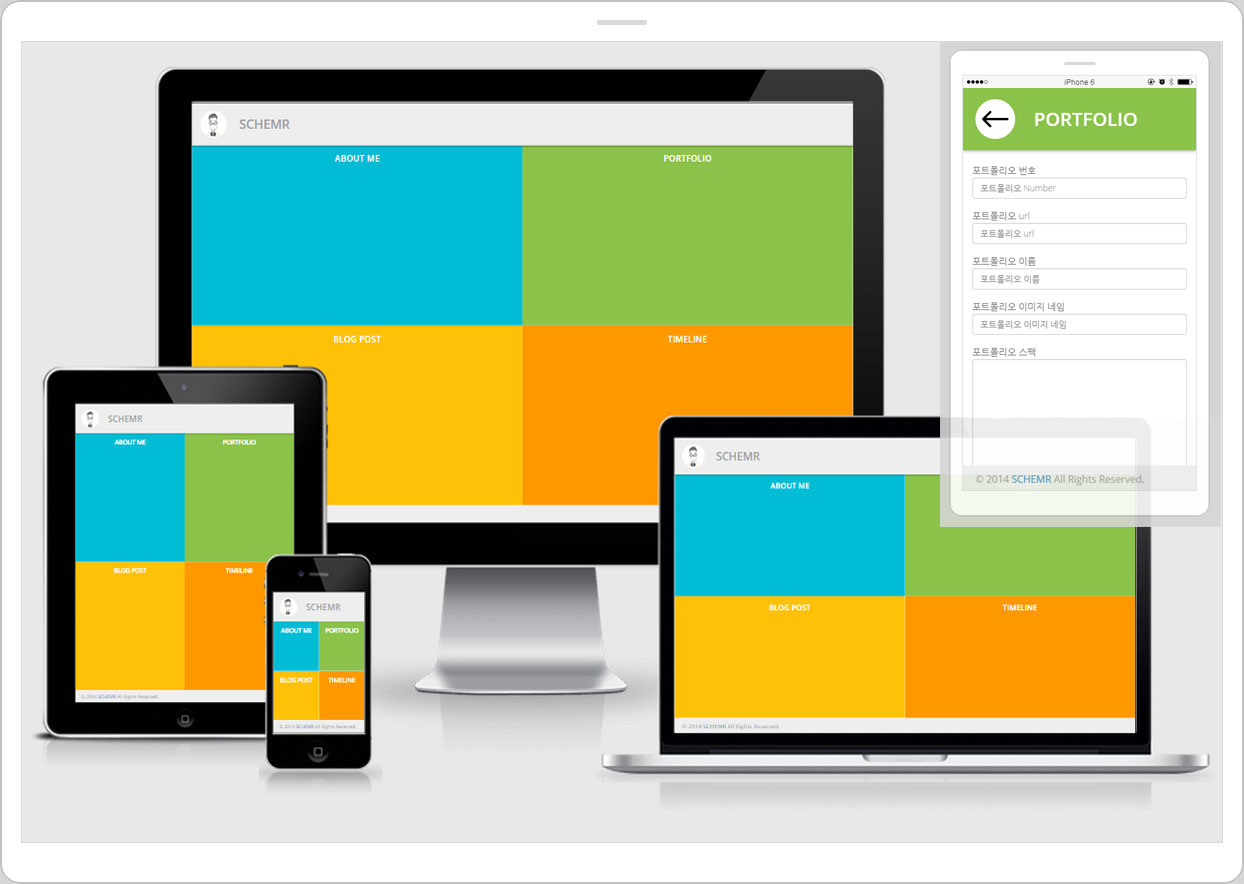 SCHEMR
ABOUT ME
PORTFOLIO
BLOG POST
TIMELINE
iPhone 6
PORTFOLIO
포트폴리오 번호
포트폴리오 Number
포트폴리오 url
포트폴리오 url
포트폴리오 이름
포트폴리오 이름
포트폴리오 이미지 네임
포트폴리오 이미지 네임
포트폴리오 스팩
© 2014 SCHEMR All Rights Reserved.
SCHEMR
ABOUT ME
PORTFOLIO
BLOG POST
TIMELINE
© 2014 SCHEMR All Rights Reserved.
SCHEMR
ABOUT ME
PORTFOLIO
BLOG POST
TIMELINE
© 2014 SCHEMR All Rights Reserved.
SCHEMR
ABOUT ME
BLOG POST
TIMELINE
© 2014 SCHEMR All Rights Reserved.